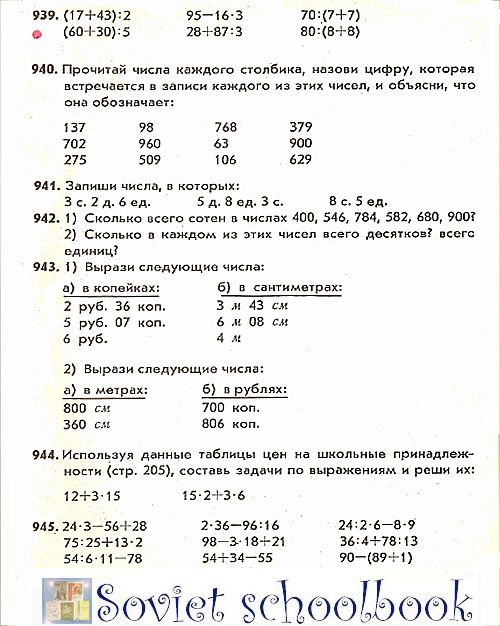 939. (17+43):2 95−16·3 70:(7+7)
(60+30):5 28+87:3 80:(8+8)
940. Прочитай числа каждого столбика, назови цифру, которая
встречается в записи каждого из этих чисел, и объясни, что
она обозначает:
137 98 768 379
702 960 63 900
275 509 106 629
941. Запиши числа, в которых:
3 с. 2 д. 6 ед. 5 д. 8 ед. 3 с. 8 с. 5 ед.
942. 1) Сколько всего сотен в числах 400, 546, 784, 582, 680, 900?
2) Сколько в каждом из этих чисел всего десятков? всего
единиц?
943. 1) Вырази следующие числа:
а) в копейках: б) в сантиметрах:
2 руб. 36 коп. 3 м 43 см
5 руб. 07 коп. 6 м 08 см
6 руб. 4 м
2) Вырази следующие числа:
а) в метрах: б) в рублях:
800 см 700 коп.
360 см 806 коп.
944. Используя данные таблицы цен на школьные принадлеж-
ности (стр. 205), составь задачи по выражениям и реши их:
12+3·15 15·2+3·6
945. 24·3−56+28 2·36−96:16 24:2·6−8·9
75:25+13·2 98−3·18+21 36:4+78:13
54:6·11−78 54+34−55 90−(89+1)
Soviet schoolbook